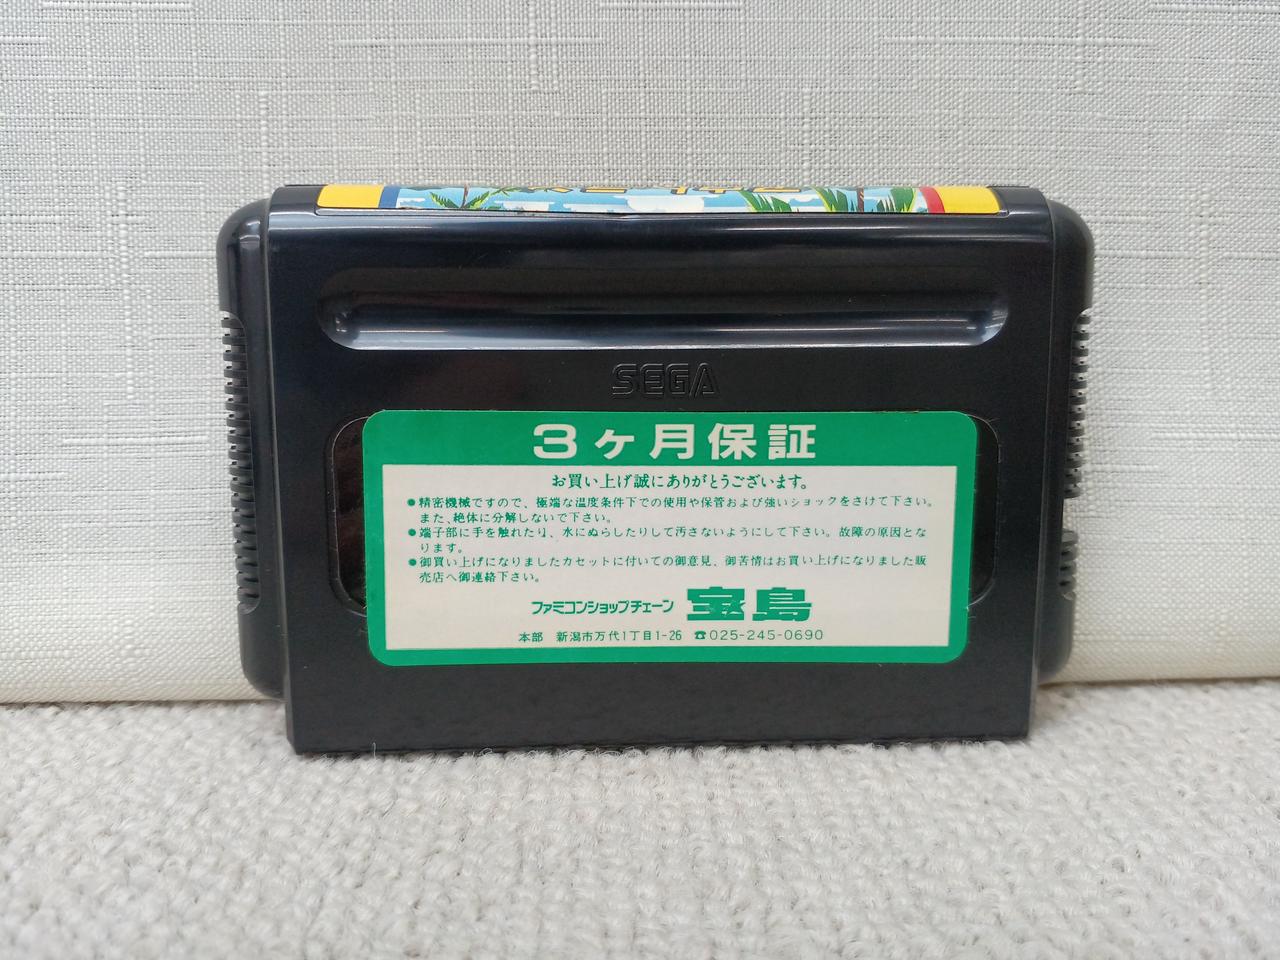 SEGA
3ヶ月保証
お買い上げ誠にありがとうございます。
●精密機械ですので、極端な温度条件下での使用や保管および強いショックをさけて下さい。
また、絶体に分解しないで下さい。
●端子部に手を触れたり、水にぬらしたりして汚さないようにして下さい。故障の原因とな
ります。
●御買い上げになりましたカセットに付いての御意見、御苦情はお買い上げになりました販
売店へ御連絡下さい。
ファミコンショップチェーン 宝島
本部 新潟市万代1丁目1-26 ☎025-245-0690